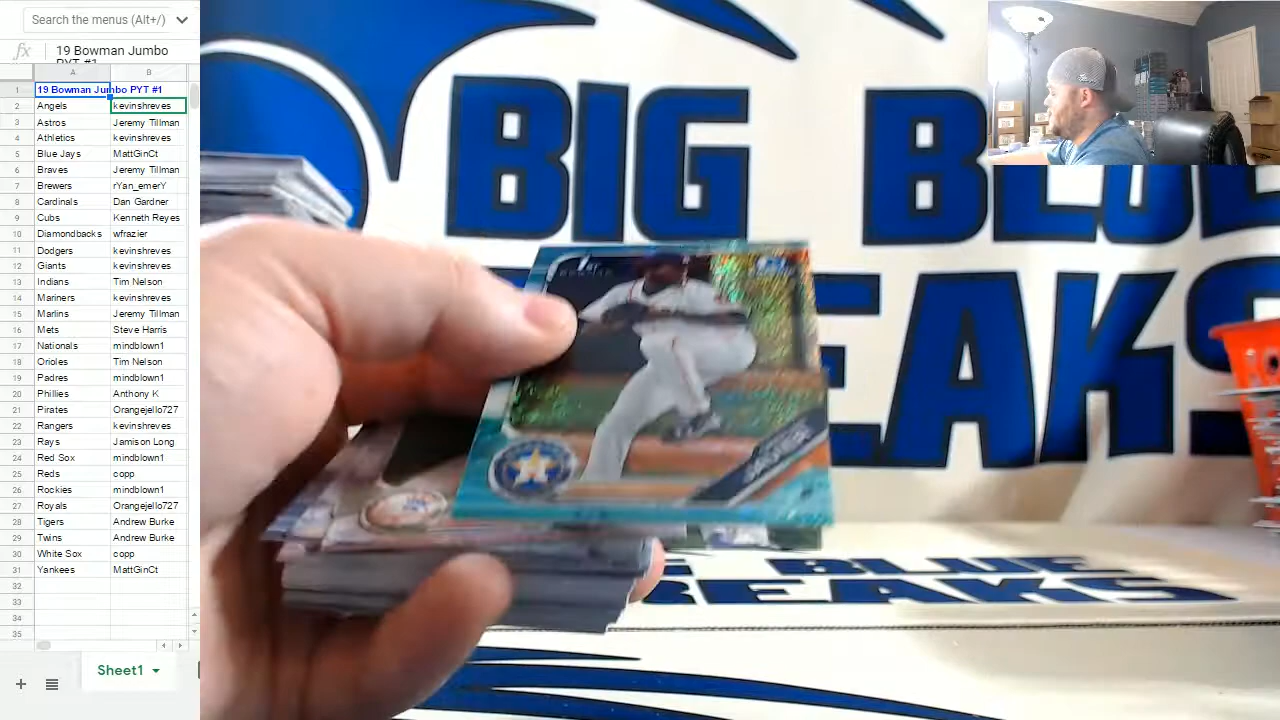 Search the menus (Alt+/)
fx 19 Bowman Jumbo
PYT #1
A B
1 19 Bowman Jumbo PYT #1
2 Angels kevinshreves
3 Astros Jeremy Tillman
4 Athletics kevinshreves
5 Blue Jays MattGinCt
6 Braves Jeremy Tillman
7 Brewers rYan_emerY
8 Cardinals Dan Gardner
9 Cubs Kenneth Reyes
10 Diamondbacks wfrazier
11 Dodgers kevinshreves
12 Giants kevinshreves
13 Indians Tim Nelson
14 Mariners kevinshreves
15 Marlins Jeremy Tillman
16 Mets Steve Harris
17 Nationals mindblown1
18 Orioles Tim Nelson
19 Padres mindblown1
20 Phillies Anthony K
21 Pirates Orangejello727
22 Rangers kevinshreves
23 Rays Jamison Long
24 Red Sox mindblown1
25 Reds copp
26 Rockies mindblown1
27 Royals Orangejello727
28 Tigers Andrew Burke
29 Twins Andrew Burke
30 White Sox copp
31 Yankees MattGinCt
32
33
34
35
Sheet1
BIG BLUE
EAKS
1ST
BIG BLUE
REAKS